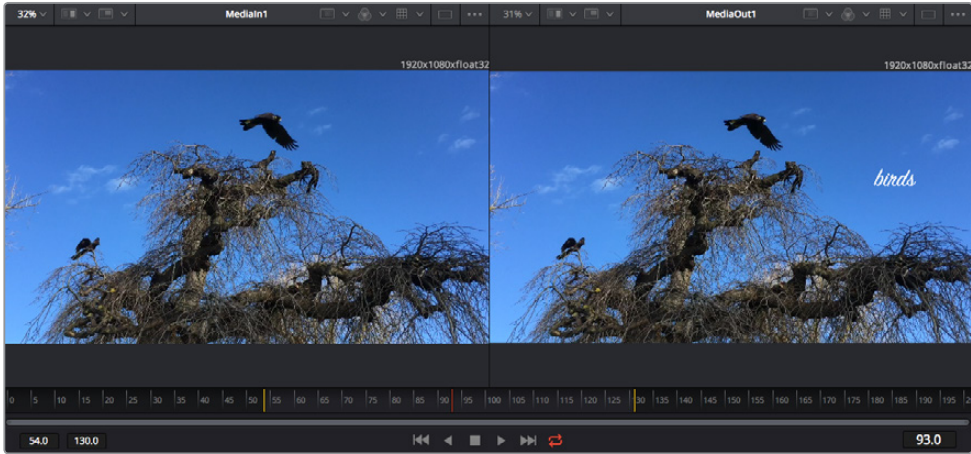 32% MediaIn1 31% MediaOut1
1920x1080xfloat32 1920x1080xfloat32
birds
0 5 10 15 20 25 30 35 40 45 50 55 60 65 70 75 80 85 90 95 100 105 110 115 120 125 130 135 140 145 150 155 160 165 170 175 180 185 190 195
54.0 130.0 93.0